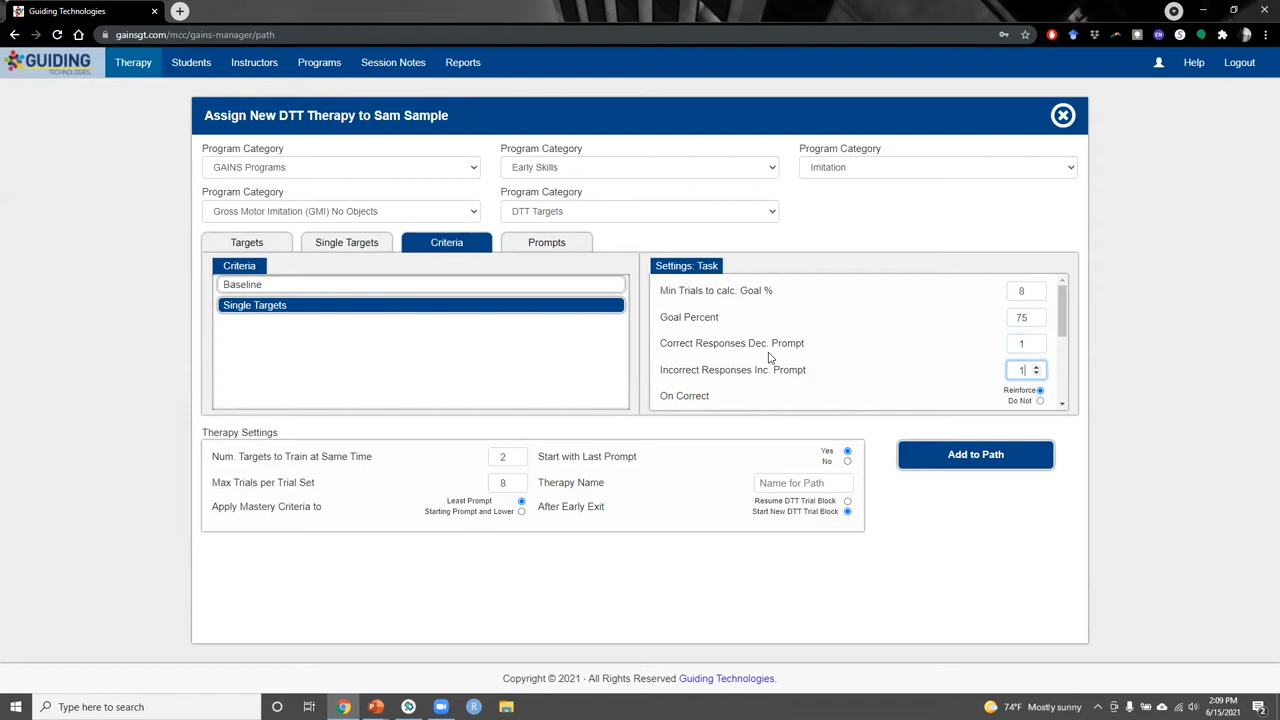 Guiding Technologies
gainsgt.com/mcc/gains-manager/path
GUIDING
TECHNOLOGIES
Therapy
Students
Instructors
Programs
Session Notes
Reports
Help
Logout
Assign New DTT Therapy to Sam Sample
Program Category
Program Category
Program Category
GAINS Programs
Early Skills
Imitation
Program Category
Program Category
Gross Motor Imitation (GMI) No Objects
DTT Targets
Targets
Single Targets
Criteria
Prompts
Criteria
Baseline
Single Targets
Settings: Task
Min Trials to calc. Goal %
8
Goal Percent
75
Correct Responses Dec. Prompt
1
Incorrect Responses Inc. Prompt
1
On Correct
Reinforce
Do Not
Therapy Settings
Num. Targets to Train at Same Time
2
Start with Last Prompt
Yes
No
Max Trials per Trial Set
8
Therapy Name
Name for Path
Apply Mastery Criteria to
Least Prompt
Starting Prompt and Lower
After Early Exit
Resume DTT Trial Block
Start New DTT Trial Block
Add to Path
Copyright © 2021 - All Rights Reserved Guiding Technologies.
Type here to search
74°F Mostly sunny
2:09 PM
6/15/2021